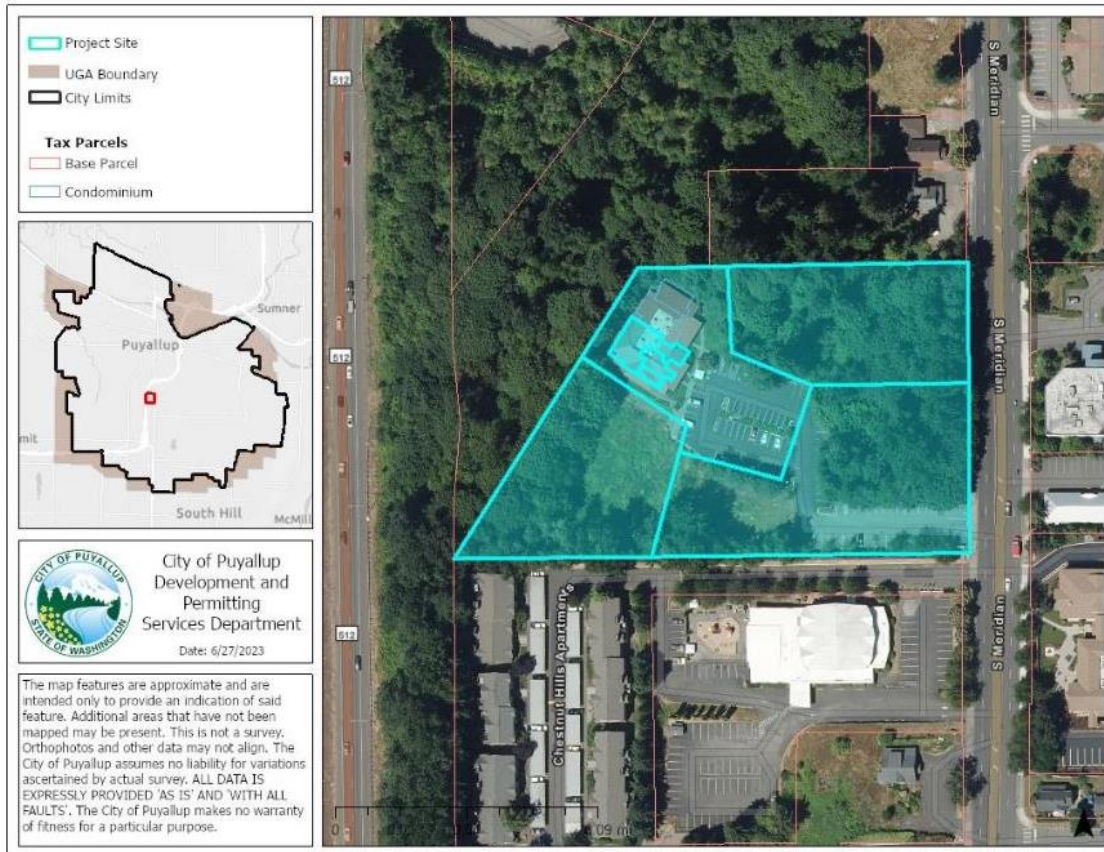 Project Site
UGA Boundary
City Limits
Tax Parcels
Base Parcel
Condominium
Sumner
Puyallup
mit
South Hill
McMill
CITY OF PUYALLUP
STATE OF WASHINGTON
City of Puyallup
Development and
Permitting
Services Department
Date: 6/27/2023
The map features are approximate and are
intended only to provide an indication of said
feature. Additional areas that have not been
mapped may be present. This is not a survey.
Orthophotos and other data may not align. The
City of Puyallup assumes no liability for variations
ascertained by actual survey. ALL DATA IS
EXPRESSLY PROVIDED 'AS IS' AND 'WITH ALL
FAULTS'. The City of Puyallup makes no warranty
of fitness for a particular purpose.
512
512
512
S Meridian
S Meridian
S Meridian
Chestnut Hills Apartments
0